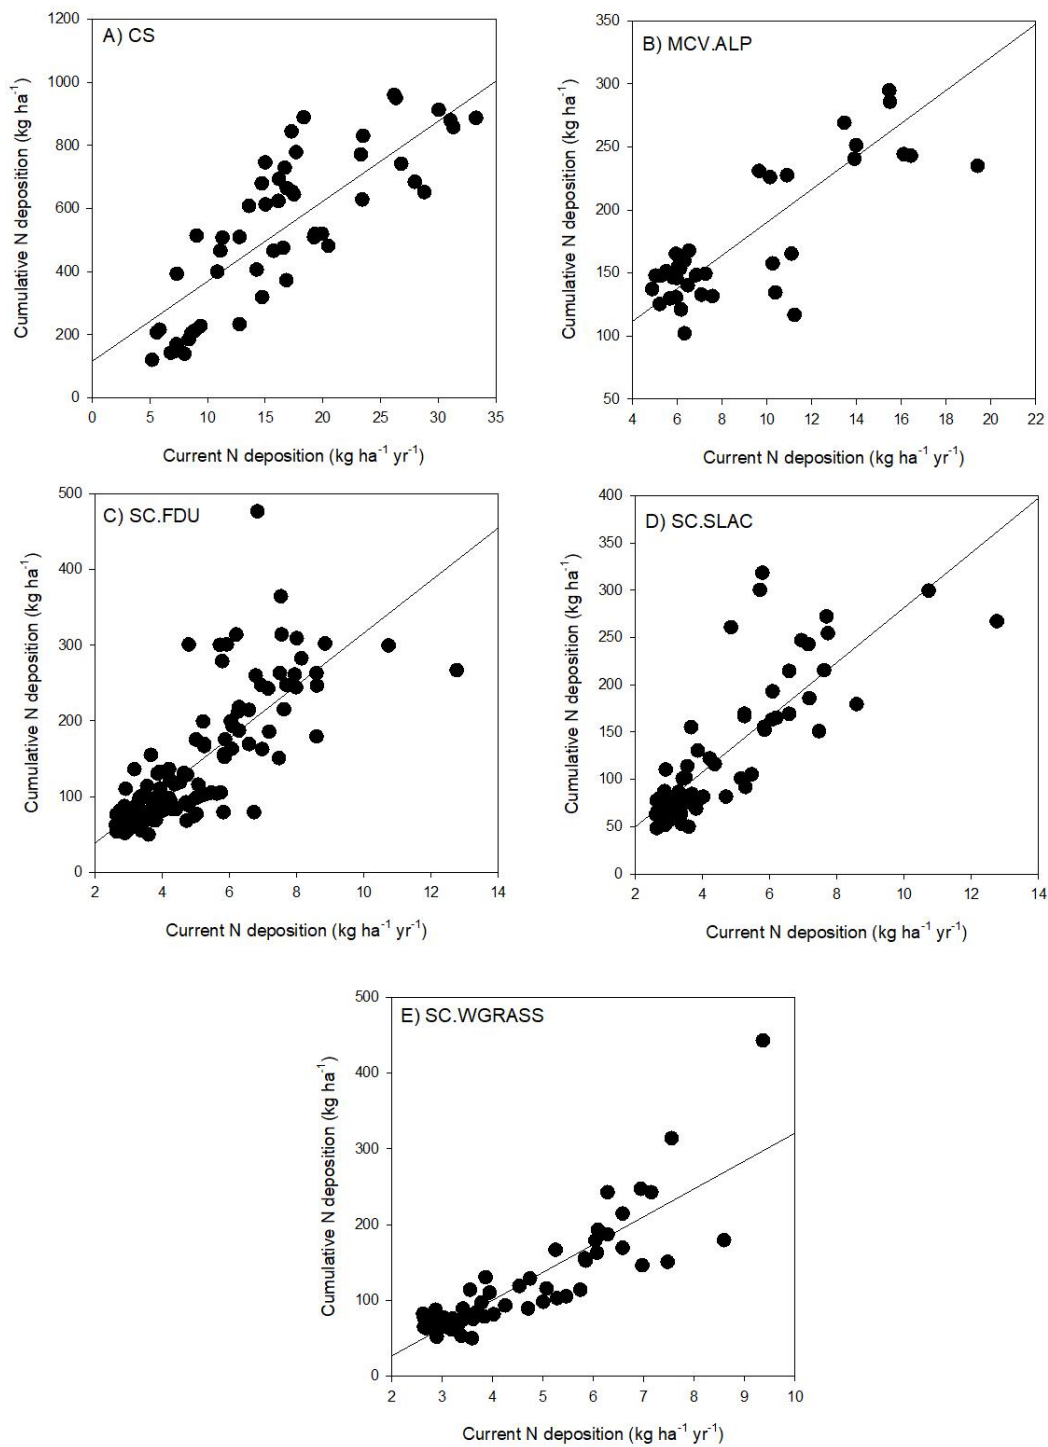 A) CS
Cumulative N deposition (kg ha⁻¹)
1200
1000
800
600
400
200
0
0 5 10 15 20 25 30 35
Current N deposition (kg ha⁻¹ yr⁻¹)
B) MCV.ALP
Cumulative N deposition (kg ha⁻¹)
350
300
250
200
150
100
50
4 6 8 10 12 14 16 18 20 22
Current N deposition (kg ha⁻¹ yr⁻¹)
C) SC.FDU
Cumulative N deposition (kg ha⁻¹)
500
400
300
200
100
0
2 4 6 8 10 12 14
Current N deposition (kg ha⁻¹ yr⁻¹)
D) SC.SLAC
Cumulative N deposition (kg ha⁻¹)
400
350
300
250
200
150
100
50
0
2 4 6 8 10 12 14
Current N deposition (kg ha⁻¹ yr⁻¹)
E) SC.WGRASS
Cumulative N deposition (kg ha⁻¹)
500
400
300
200
100
0
2 3 4 5 6 7 8 9 10
Current N deposition (kg ha⁻¹ yr⁻¹)